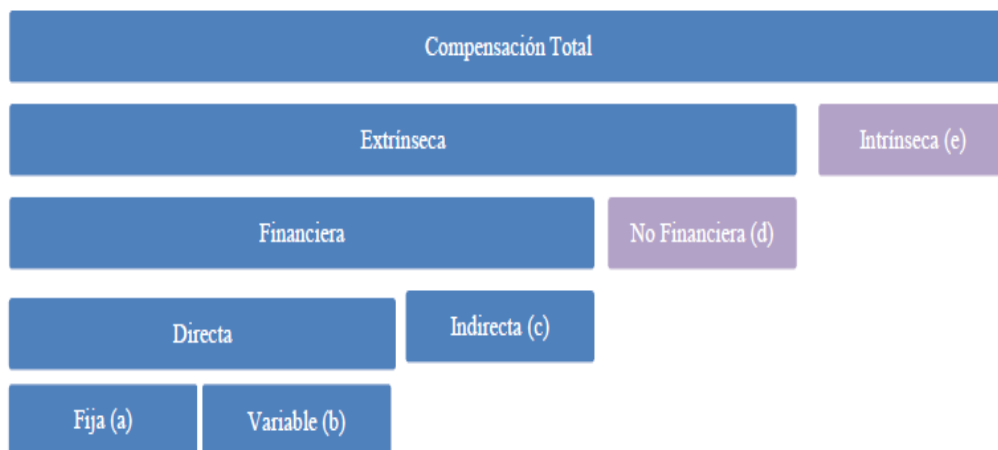 Compensación Total
Extrínseca
Intrínseca (e)
Financiera
No Financiera (d)
Directa
Indirecta (c)
Fija (a)
Variable (b)